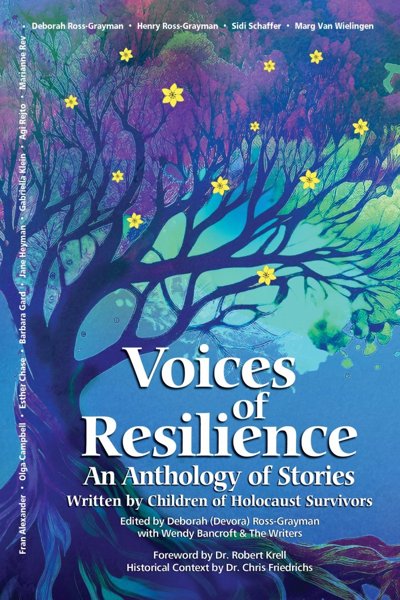 • Deborah Ross-Grayman • Henry Ross-Grayman • Sidi Schaffer • Marg Van Wielingen
Fran Alexander • Olga Campbell • Esther Chase • Barbara Gard • Jane Heyman • Gabriella Klein • Agi Rejto • Marianne Rev
Voices
of
Resilience
An Anthology of Stories
Written by Children of Holocaust Survivors
Edited by Deborah (Devora) Ross-Grayman
with Wendy Bancroft & The Writers
Foreword by Dr. Robert Krell
Historical Context by Dr. Chris Friedrichs